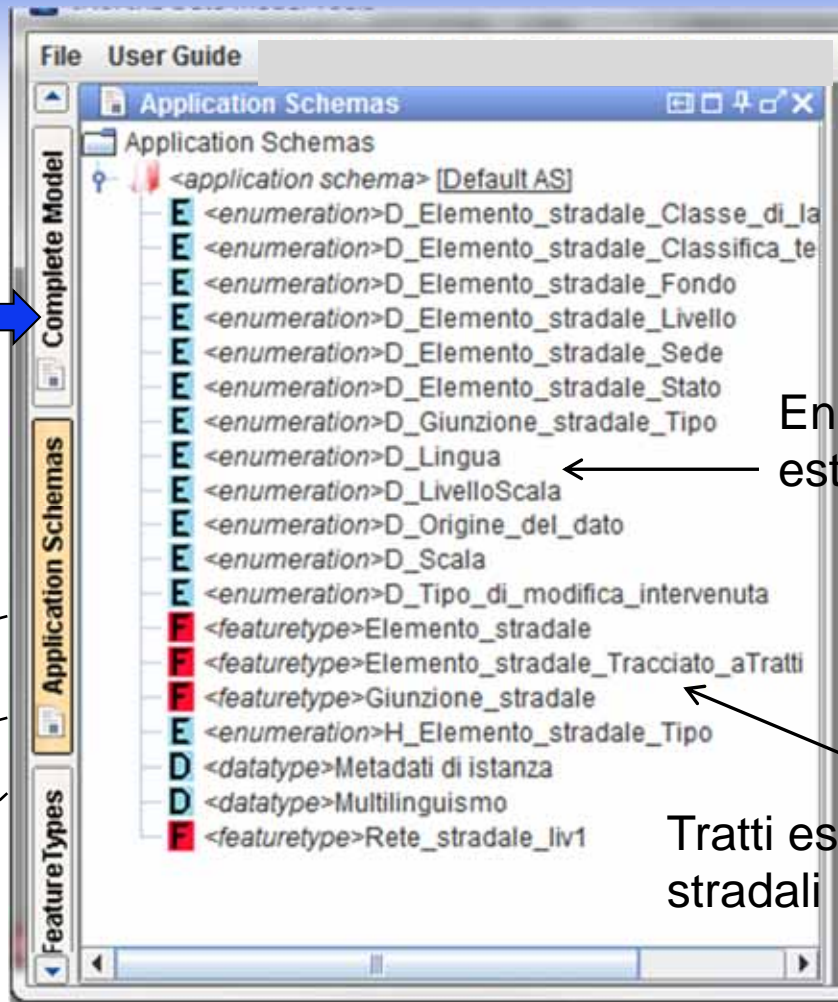 File User Guide
Application Schemas
Application Schemas
<application schema> [Default AS]
E <enumeration>D_Elemento_stradale_Classe_di_la
E <enumeration>D_Elemento_stradale_Classifica_te
E <enumeration>D_Elemento_stradale_Fondo
E <enumeration>D_Elemento_stradale_Livello
E <enumeration>D_Elemento_stradale_Sede
E <enumeration>D_Elemento_stradale_Stato
E <enumeration>D_Giunzione_stradale_Tipo
E <enumeration>D_Lingua
E <enumeration>D_LivelloScala
E <enumeration>D_Origine_del_dato
E <enumeration>D_Scala
E <enumeration>D_Tipo_di_modifica_intervenuta
F <featuretype>Elemento_stradale
F <featuretype>Elemento_stradale_Tracciato_aTratti
F <featuretype>Giunzione_stradale
E <enumeration>H_Elemento_stradale_Tipo
D <datatype>Metadati di istanza
D <datatype>Multilinguismo
F <featuretype>Rete_stradale_liv1
Complete Model
Application Schemas
FeatureTypes
En
est
Tratti es
stradali